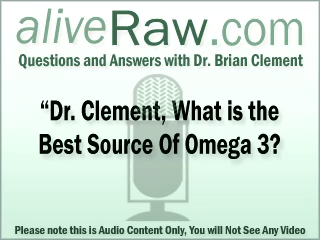 aliveRaw.com
Questions and Answers with Dr. Brian Clement
“Dr. Clement, What is the
Best Source Of Omega 3?
Please note this is Audio Content Only, You will Not See Any Video